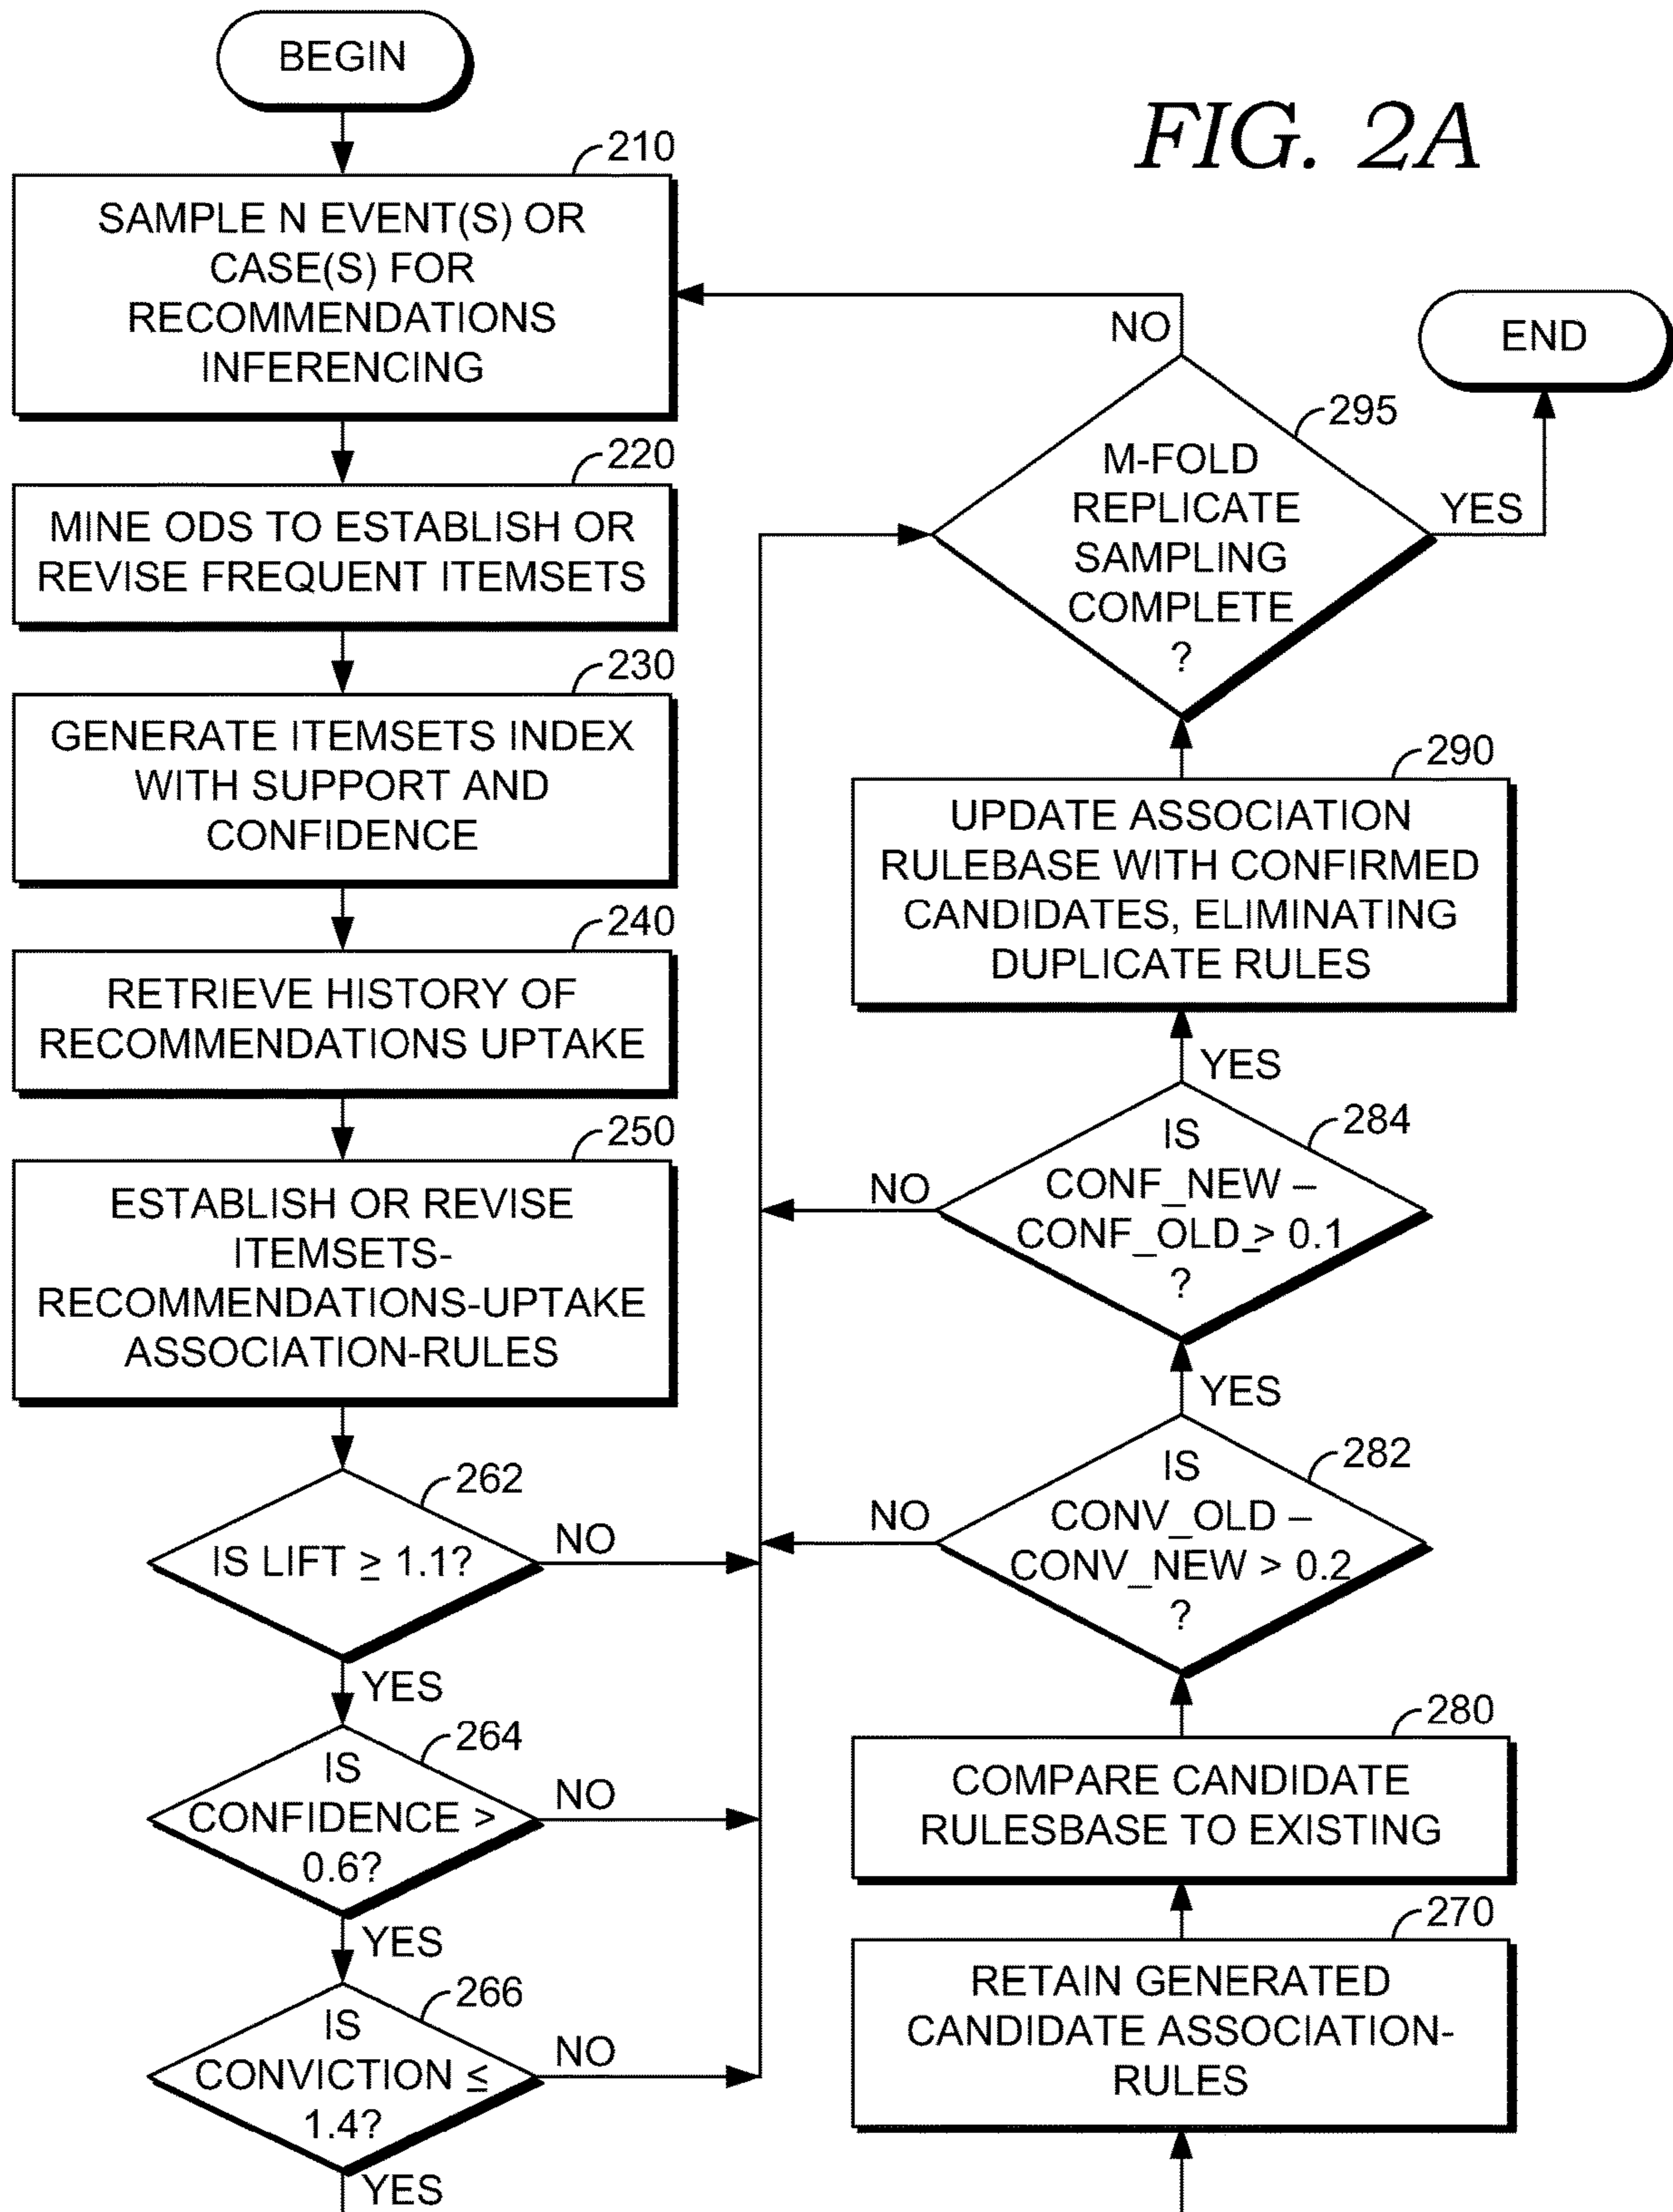 FIG. 2A
BEGIN
210
SAMPLE N EVENT(S) OR
CASE(S) FOR
RECOMMENDATIONS
INFERENCING
220
MINE ODS TO ESTABLISH OR
REVISE FREQUENT ITEMSETS
230
GENERATE ITEMSETS INDEX
WITH SUPPORT AND
CONFIDENCE
240
RETRIEVE HISTORY OF
RECOMMENDATIONS UPTAKE
250
ESTABLISH OR REVISE
ITEMSETS-
RECOMMENDATIONS-UPTAKE
ASSOCIATION-RULES
262
IS LIFT ≥ 1.1?
NO
YES
264
IS
CONFIDENCE >
0.6?
NO
YES
266
IS
CONVICTION ≤
1.4?
NO
YES
270
RETAIN GENERATED
CANDIDATE ASSOCIATION-
RULES
280
COMPARE CANDIDATE
RULESBASE TO EXISTING
282
IS
CONV_OLD –
CONV_NEW > 0.2
?
NO
YES
284
IS
CONF_NEW –
CONF_OLD > 0.1
?
NO
YES
290
UPDATE ASSOCIATION
RULEBASE WITH CONFIRMED
CANDIDATES, ELIMINATING
DUPLICATE RULES
295
M-FOLD
REPLICATE
SAMPLING
COMPLETE
?
NO
YES
END